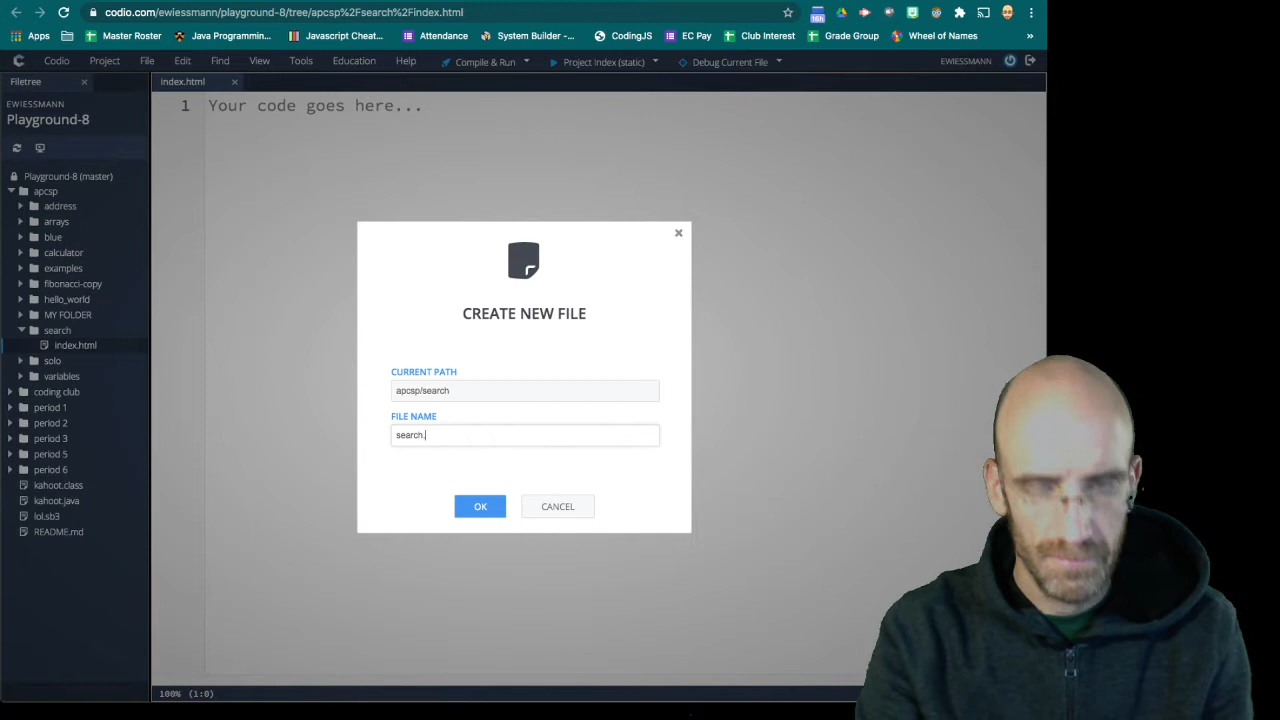 codio.com/ewiessmann/playground-8/tree/apcsp%2Fsearch%2Findex.html
16h
Apps Master Roster Java Programmin... Javascript Cheat... Attendance System Builder -... CodingJS EC Pay Club Interest Grade Group Wheel of Names »
Codio Project File Edit Find View Tools Education Help Compile & Run Project Index (static) Debug Current File EWIESSMANN
Filetree × index.html ×
EWIESSMANN
Playground-8
1 Your code goes here...
Playground-8 (master)
apcsp
address
arrays
blue
calculator
examples
fibonacci-copy
hello_world
MY FOLDER
search
index.html
solo
variables
coding club
period 1
period 2
period 3
period 5
period 6
kahoot.class
kahoot.java
lol.sb3
README.md
CREATE NEW FILE
CURRENT PATH
apcsp/search
FILE NAME
search.
OK CANCEL
100% (1:0)